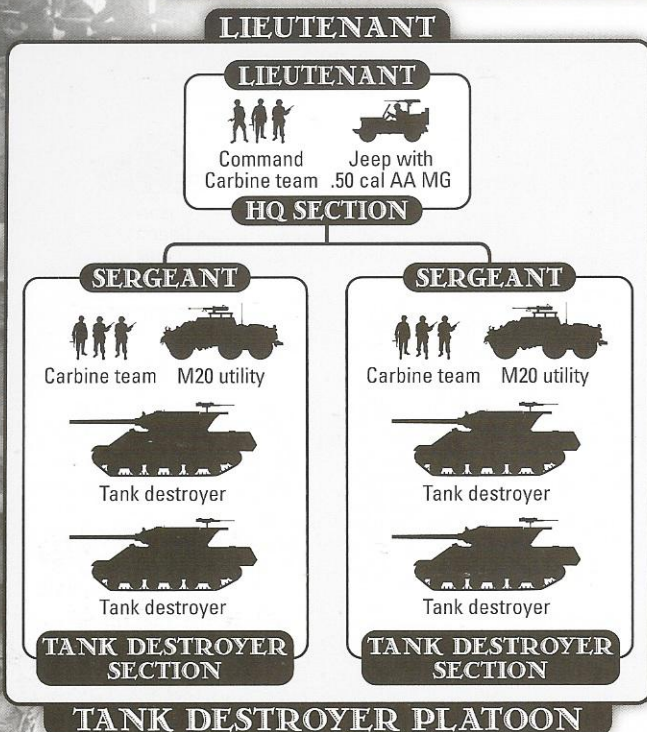 LIEUTENANT
LIEUTENANT
Command
Carbine team
Jeep with
.50 cal AA MG
HQ SECTION
SERGEANT
Carbine team
M20 utility
Tank destroyer
Tank destroyer
TANK DESTROYER
SECTION
SERGEANT
Carbine team
M20 utility
Tank destroyer
Tank destroyer
TANK DESTROYER
SECTION
TANK DESTROYER PLATOON